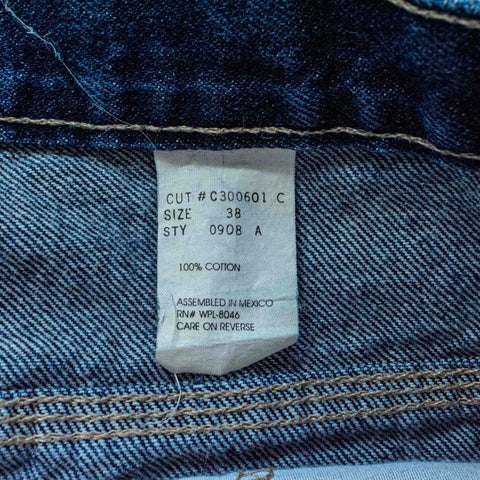 CUT # C300601 C
SIZE 38
STY 0908 A
100% COTTON
ASSEMBLED IN MEXICO
RN# WPL-8046
CARE ON REVERSE